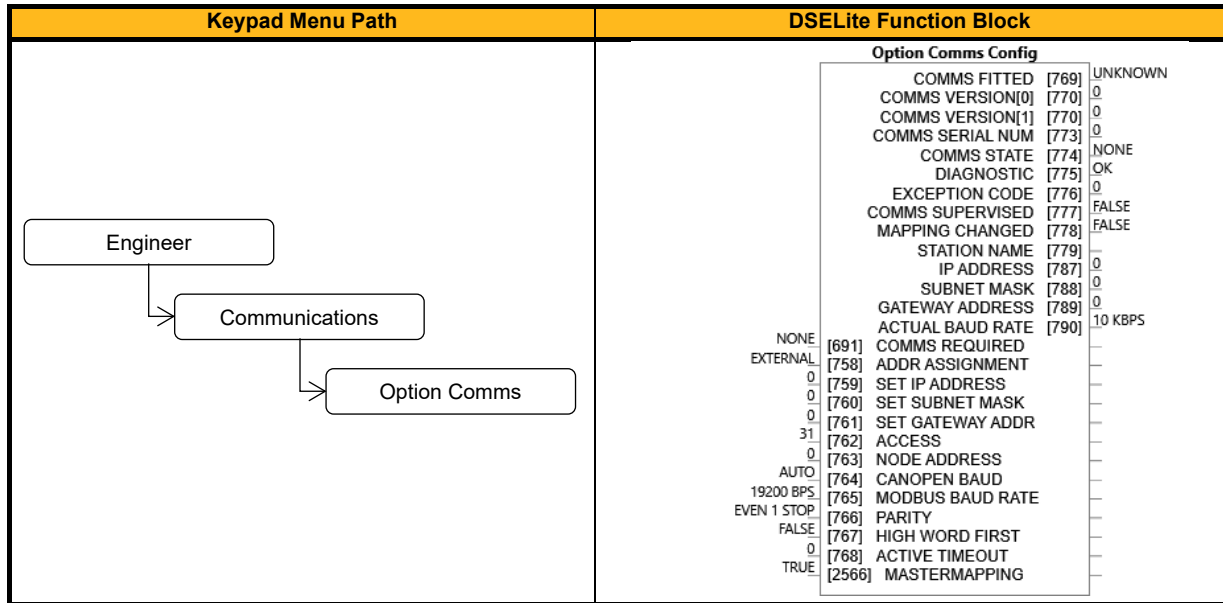 Keypad Menu Path
DSELite Function Block
Engineer
Communications
Option Comms
Option Comms Config
COMMS FITTED [769] UNKNOWN
COMMS VERSION[0] [770] 0
COMMS VERSION[1] [770] 0
COMMS SERIAL NUM [773] 0
COMMS STATE [774] NONE
DIAGNOSTIC [775] OK
EXCEPTION CODE [776] 0
COMMS SUPERVISED [777] FALSE
MAPPING CHANGED [778] FALSE
STATION NAME [779]
IP ADDRESS [787] 0
SUBNET MASK [788] 0
GATEWAY ADDRESS [789] 0
ACTUAL BAUD RATE [790] 10 KBPS
NONE [691] COMMS REQUIRED
EXTERNAL [758] ADDR ASSIGNMENT
0 [759] SET IP ADDRESS
0 [760] SET SUBNET MASK
0 [761] SET GATEWAY ADDR
31 [762] ACCESS
0 [763] NODE ADDRESS
AUTO [764] CANOPEN BAUD
19200 BPS [765] MODBUS BAUD RATE
EVEN 1 STOP [766] PARITY
FALSE [767] HIGH WORD FIRST
0 [768] ACTIVE TIMEOUT
TRUE [2566] MASTERMAPPING